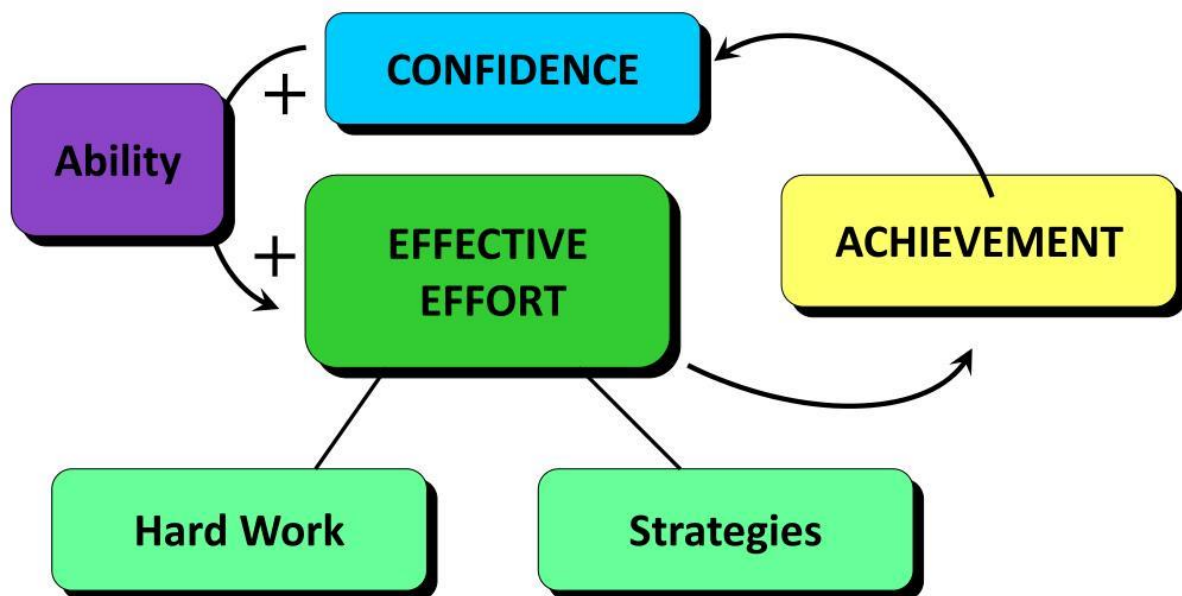 CONFIDENCE
+
Ability
+
EFFECTIVE
EFFORT
ACHIEVEMENT
Hard Work
Strategies